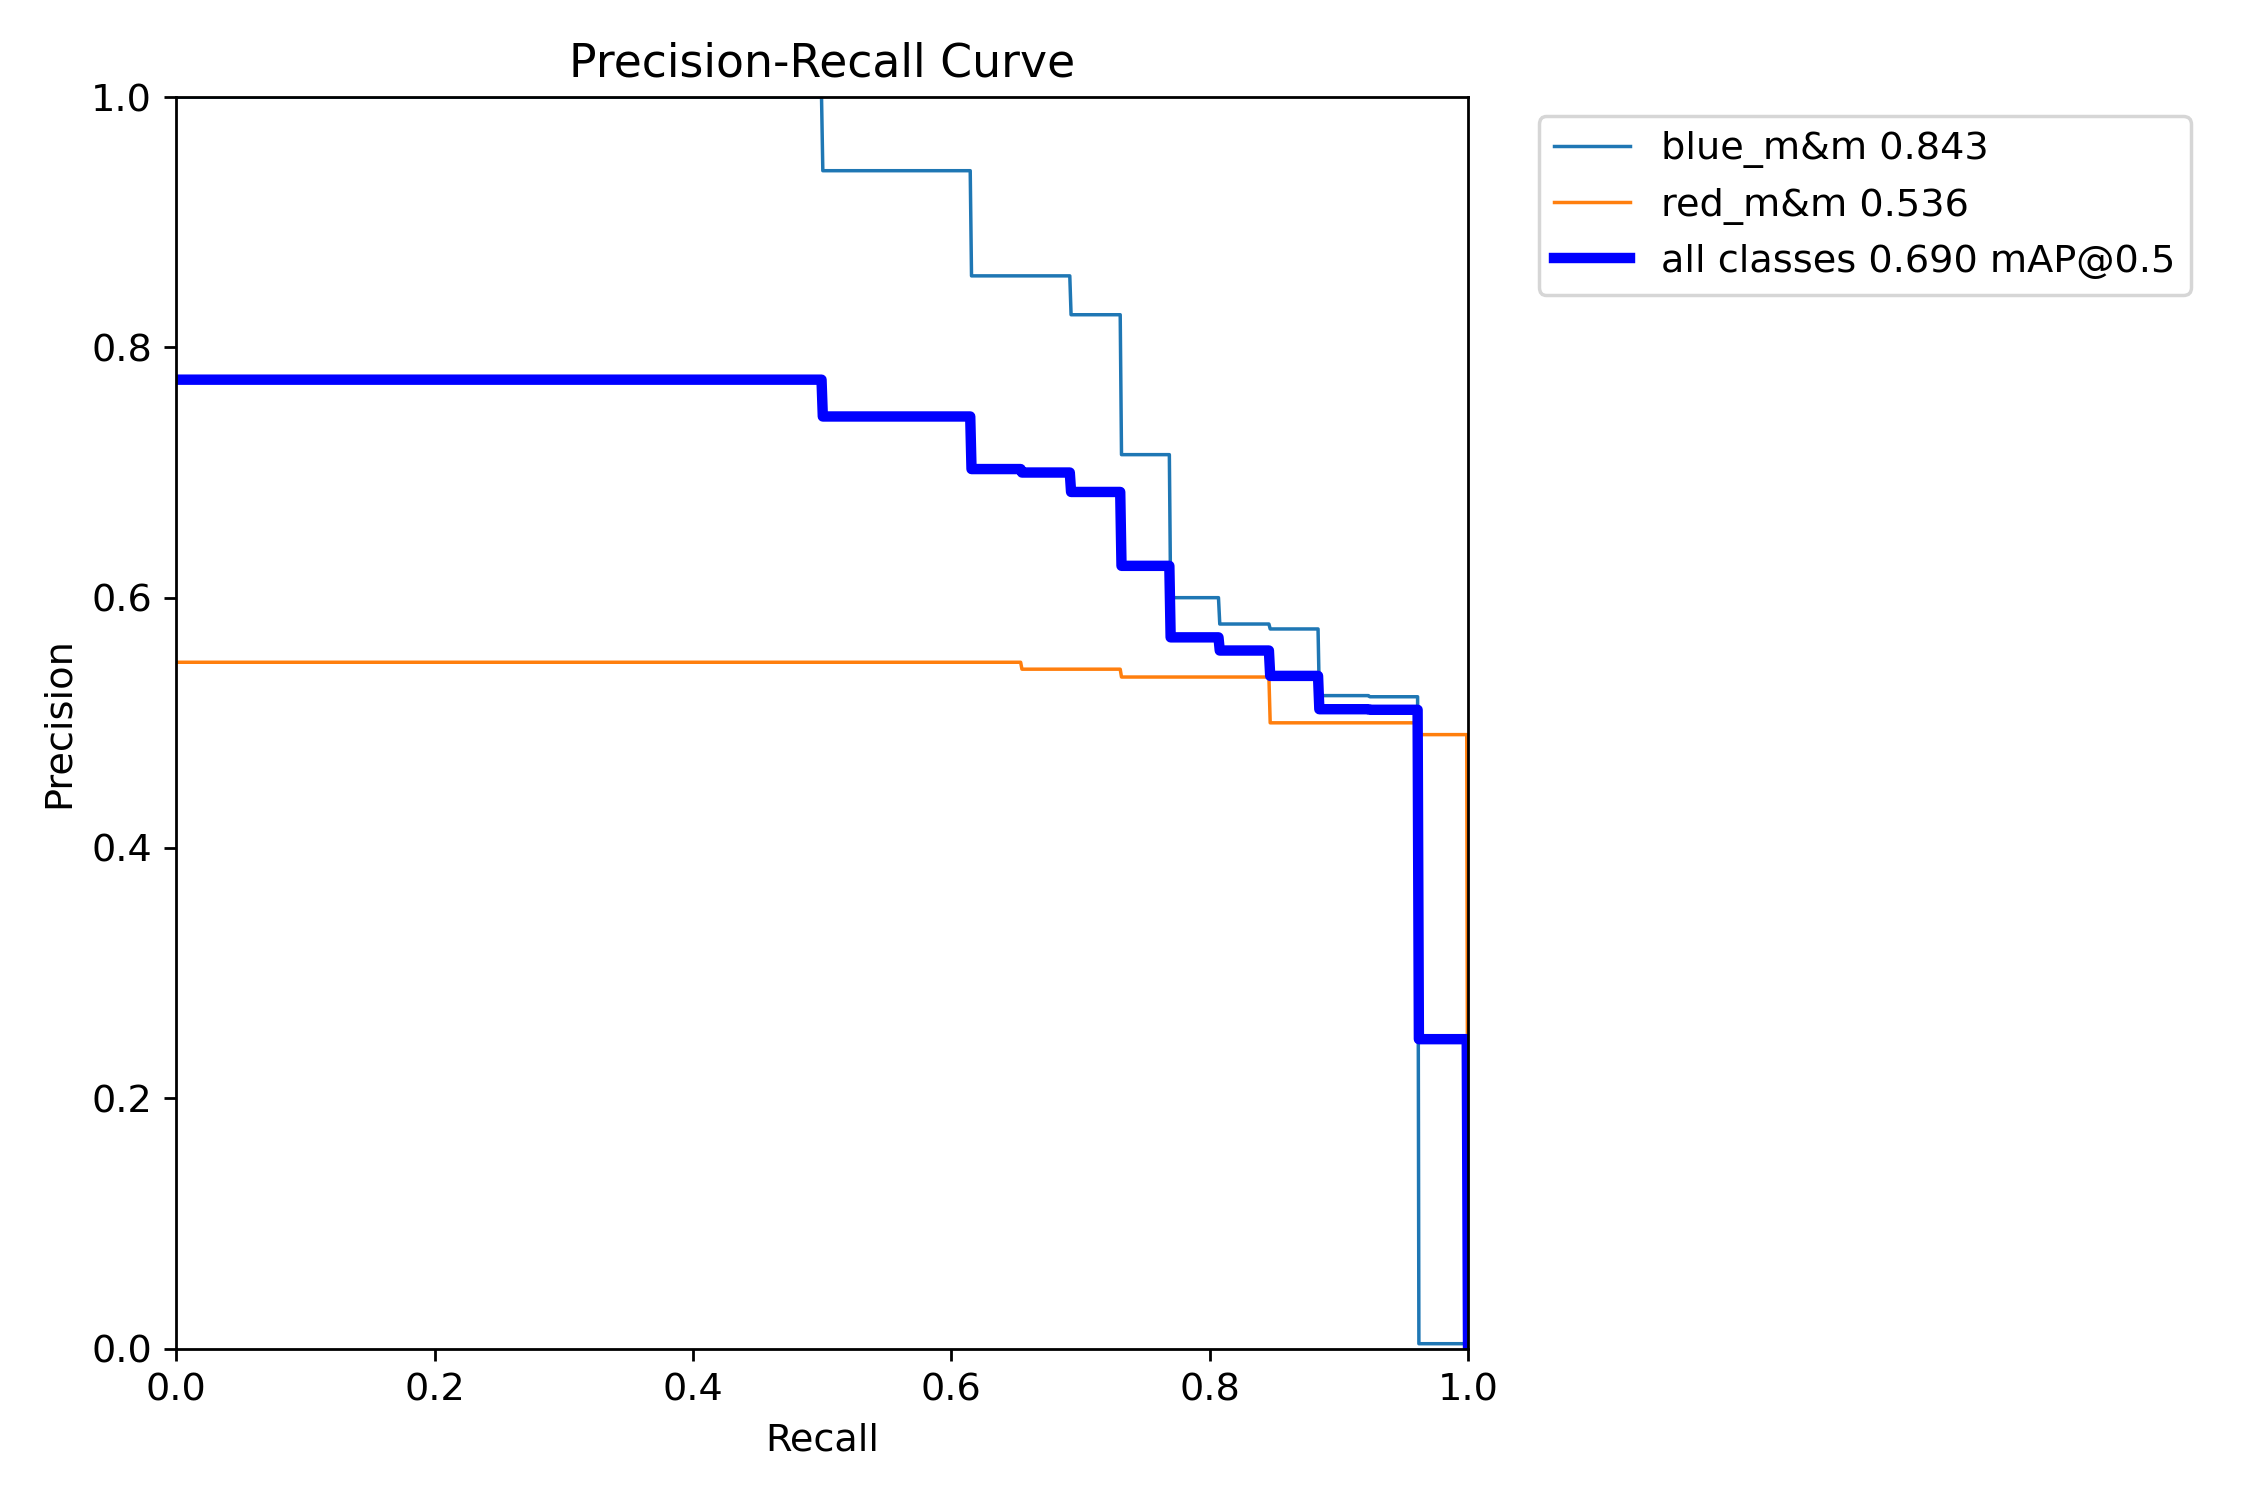 Precision-Recall Curve
1.0
0.8
0.6
0.4
0.2
0.0
Precision
0.0 0.2 0.4 0.6 0.8 1.0
Recall
blue_m&m 0.843
red_m&m 0.536
all classes 0.690 mAP@0.5